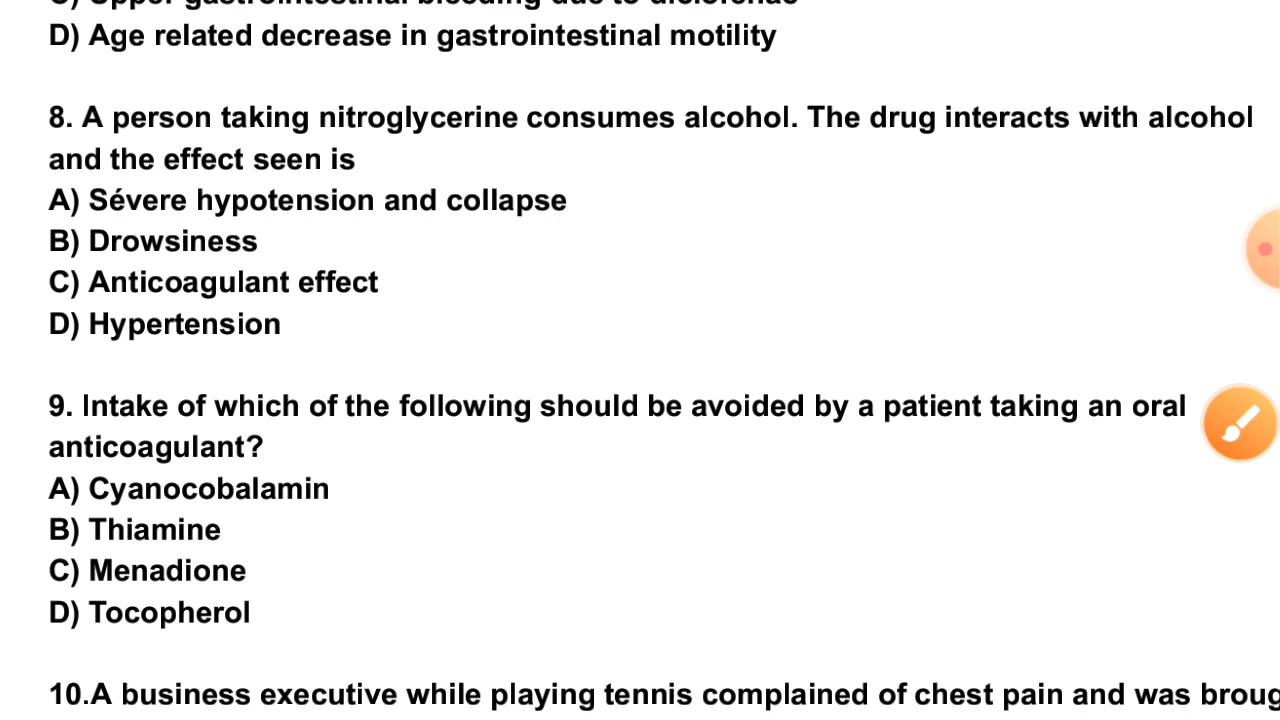 D) Age related decrease in gastrointestinal motility
8. A person taking nitroglycerine consumes alcohol. The drug interacts with alcohol
and the effect seen is
A) Sévere hypotension and collapse
B) Drowsiness
C) Anticoagulant effect
D) Hypertension
9. Intake of which of the following should be avoided by a patient taking an oral
anticoagulant?
A) Cyanocobalamin
B) Thiamine
C) Menadione
D) Tocopherol
10.A business executive while playing tennis complained of chest pain and was broug